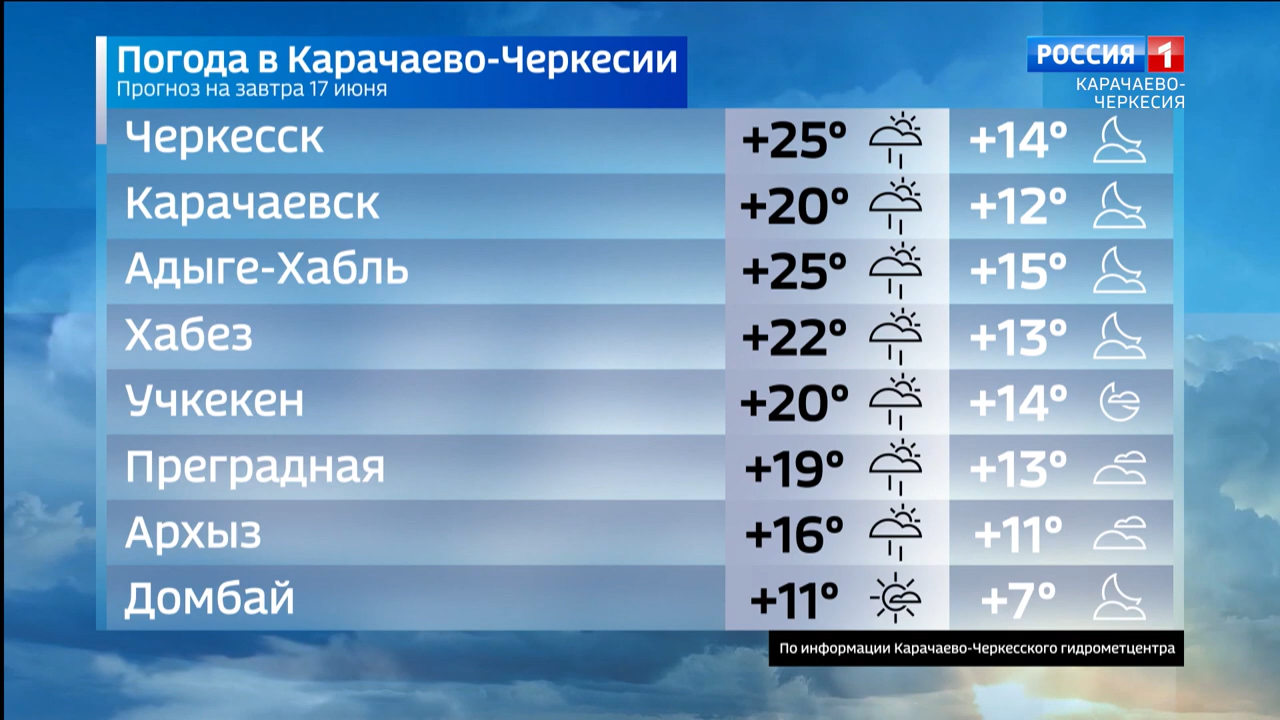 Погода в Карачаево-Черкесии
Прогноз на завтра 17 июня
РОССИЯ 1
КАРАЧАЕВО-
ЧЕРКЕСИЯ
Черкесск +25° +14°
Карачаевск +20° +12°
Адыге-Хабль +25° +15°
Хабез +22° +13°
Учкекен +20° +14°
Преградная +19° +13°
Архыз +16° +11°
Домбай +11° +7°
По информации Карачаево-Черкесского гидрометцентра